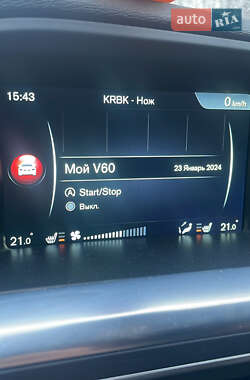 AUTO RIA
15:43
KRBK - Нож
0 km/h
Мой V60
23 Январь 2024
Start/Stop
Выкл.
21.0
21.0